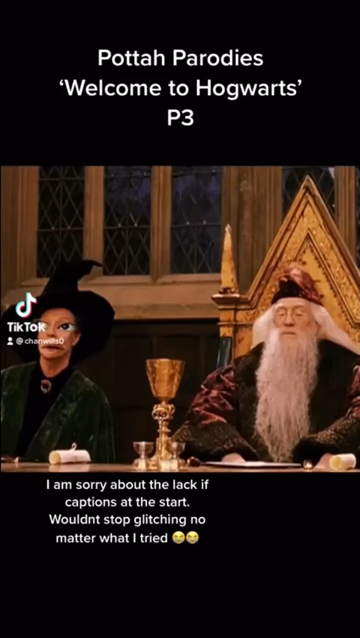 Pottah Parodies
‘Welcome to Hogwarts’
P3
TikTok
@chanwills0
I am sorry about the lack if
captions at the start.
Wouldnt stop glitching no
matter what I tried 😭😭